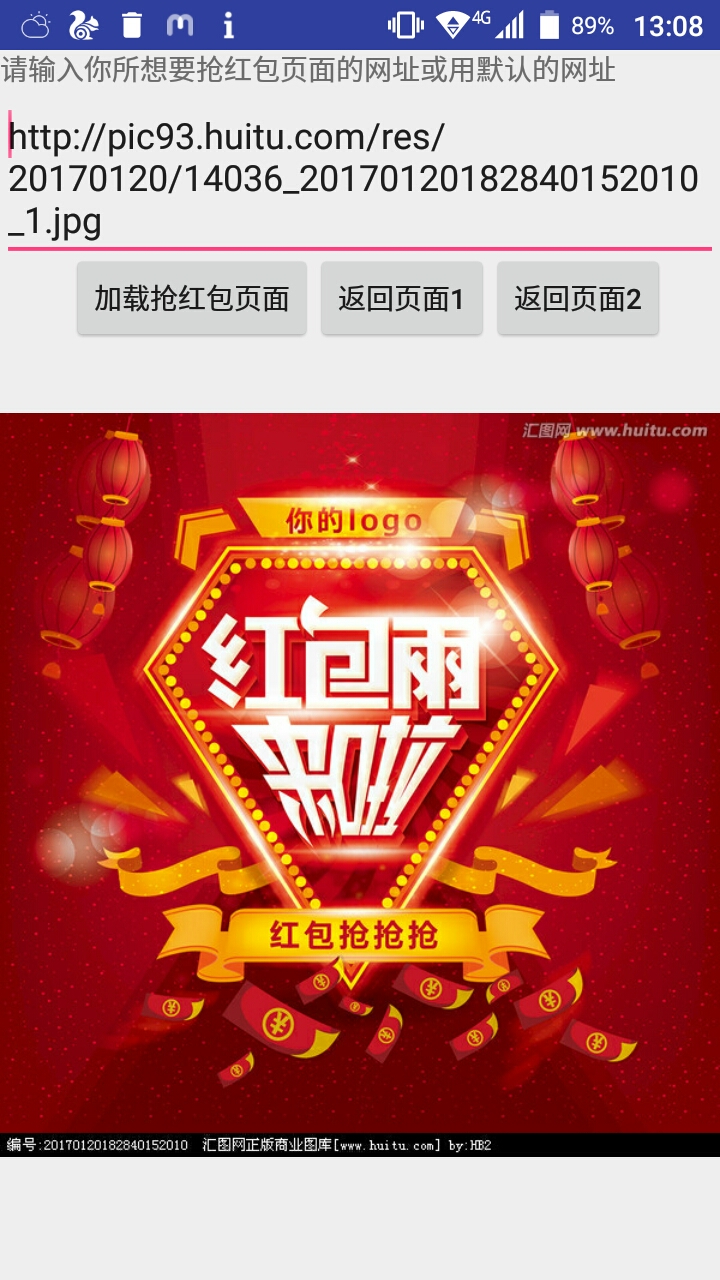 4G 89% 13:08
请输入你所想要抢红包页面的网址或用默认的网址
http://pic93.huitu.com/res/
20170120/14036_20170120182840152010
_1.jpg
加载抢红包页面 返回页面1 返回页面2
汇图网 www.huitu.com
你的logo
红包雨
来啦
红包抢抢抢
编号:20170120182840152010 汇图网正版商业图库[www.huitu.com] by:HB2